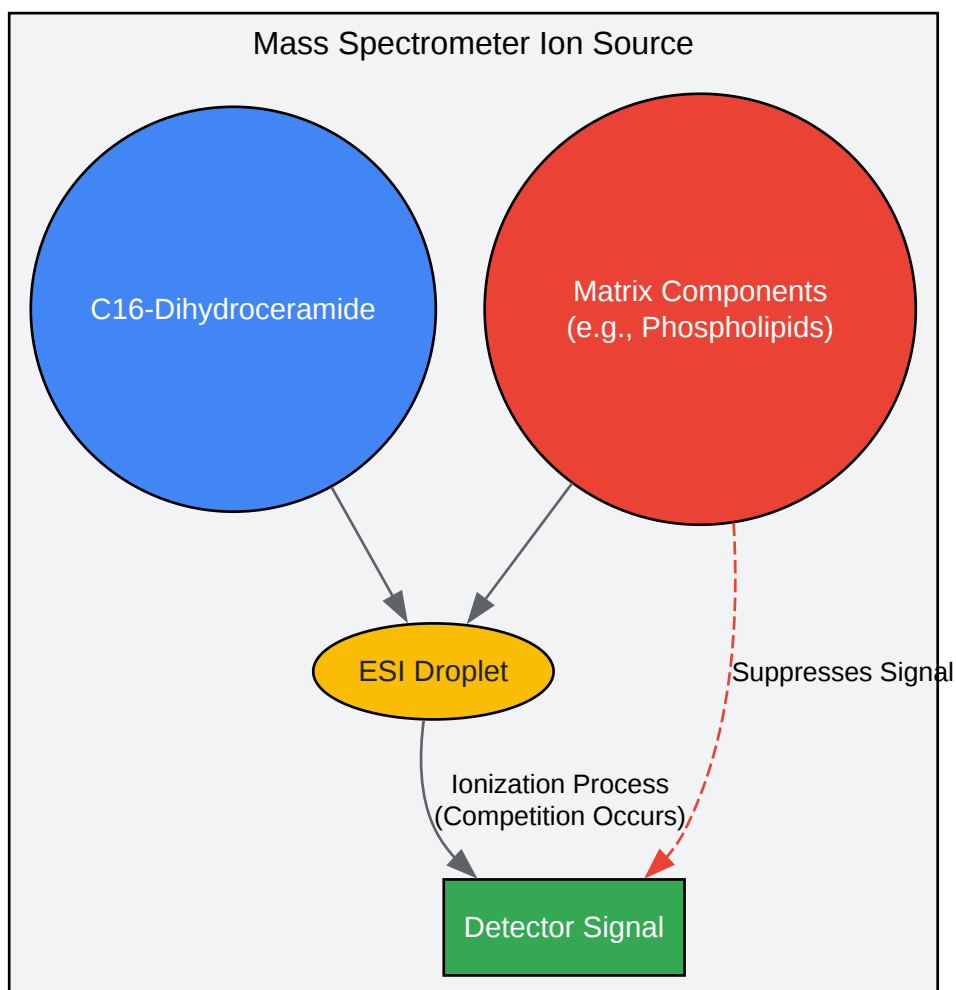 Mass Spectrometer Ion Source
C16-Dihydroceramide
Matrix Components
(e.g., Phospholipids)
ESI Droplet
Suppresses Signal
Ionization Process
(Competition Occurs)
Detector Signal